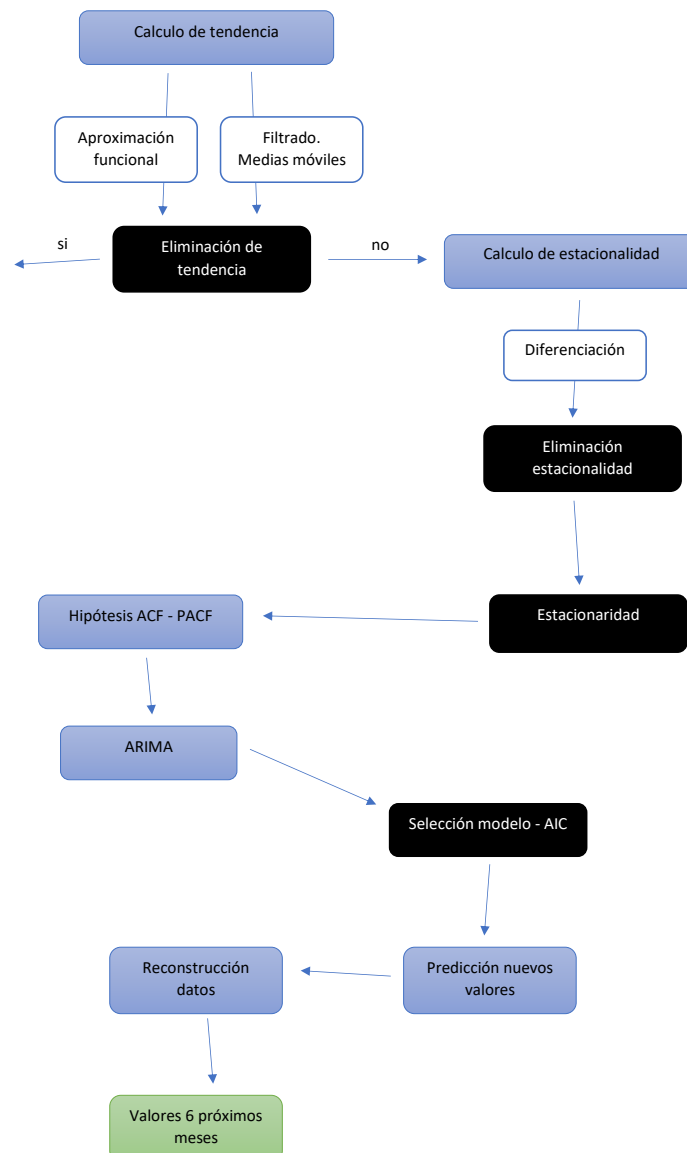 Calculo de tendencia
Aproximación
funcional
Filtrado.
Medias móviles
si
Eliminación de
tendencia
no
Calculo de estacionalidad
Diferenciación
Eliminación
estacionalidad
Estacionaridad
Hipótesis ACF - PACF
ARIMA
Selección modelo - AIC
Reconstrucción
datos
Predicción nuevos
valores
Valores 6 próximos
meses